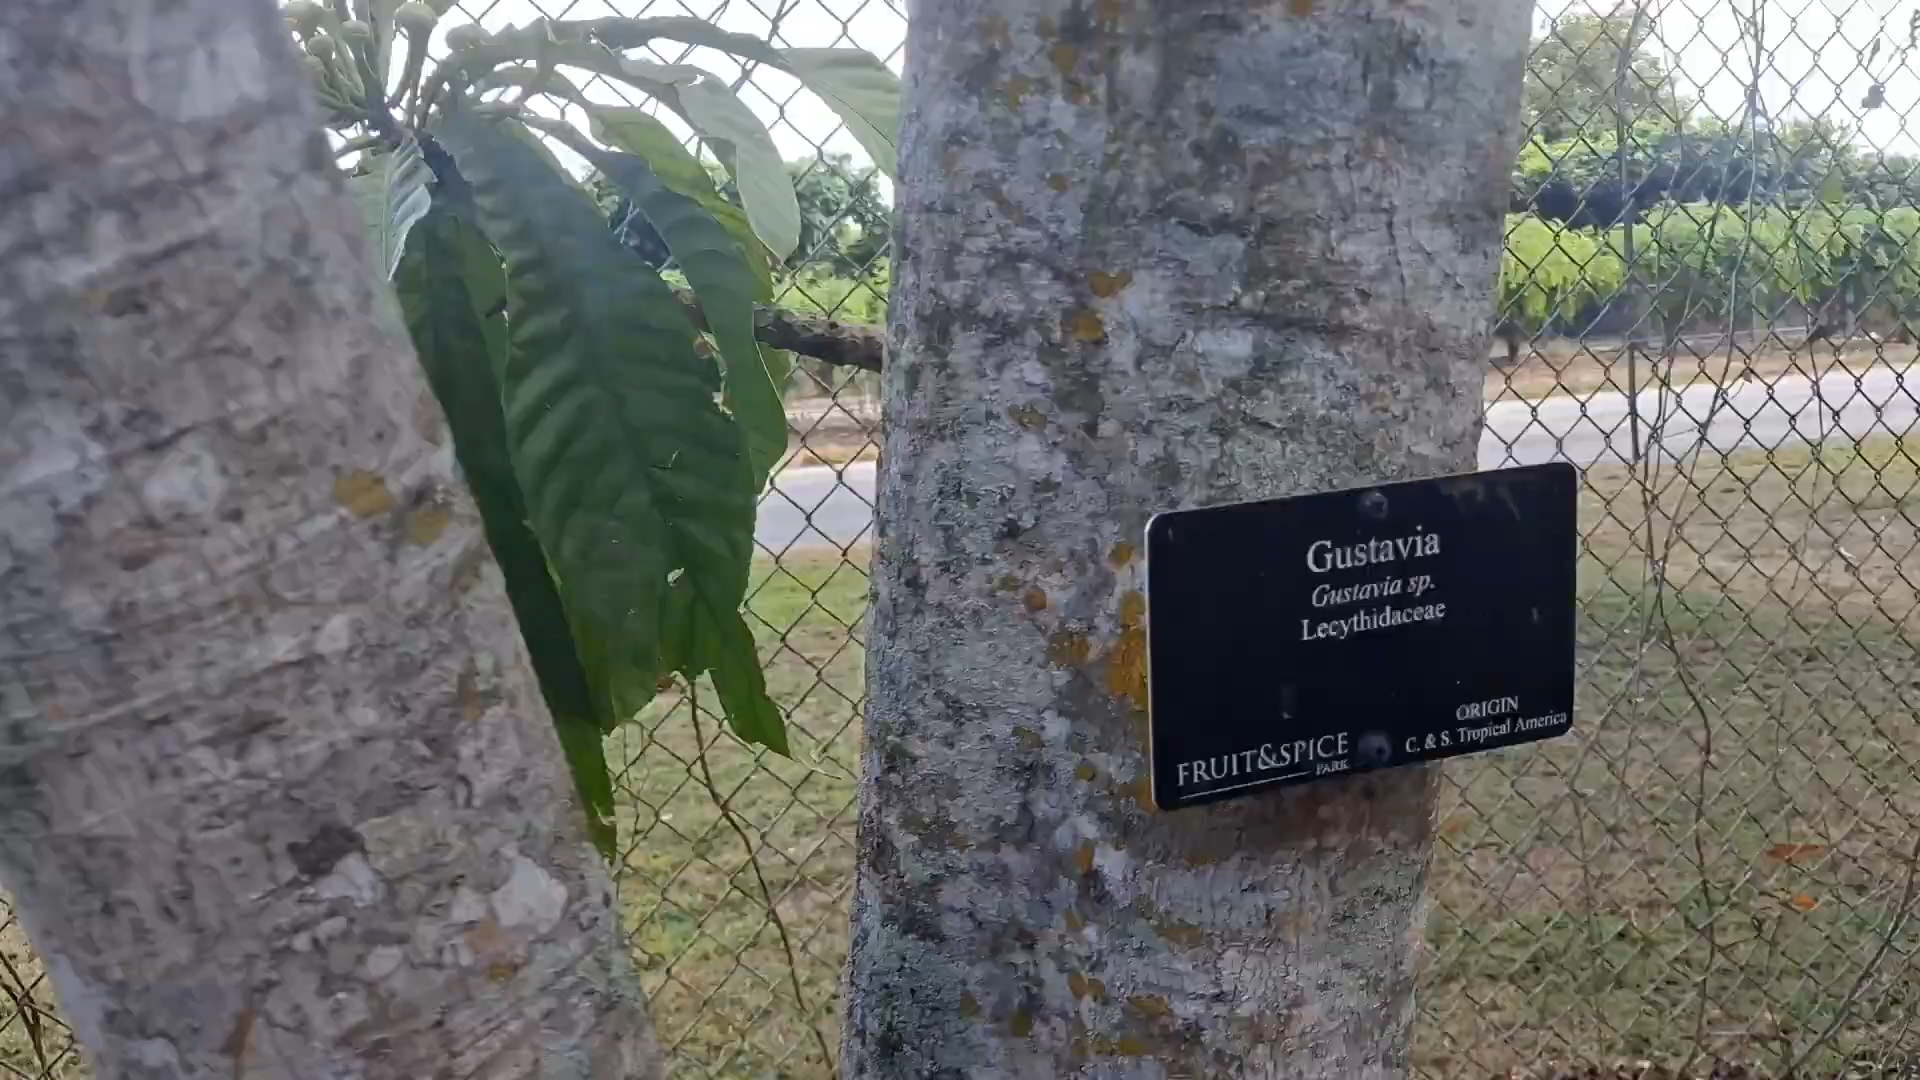 Gustavia
Gustavia sp.
Lecythidaceae
ORIGIN
C. & S. Tropical America
FRUIT&SPICE
PARK